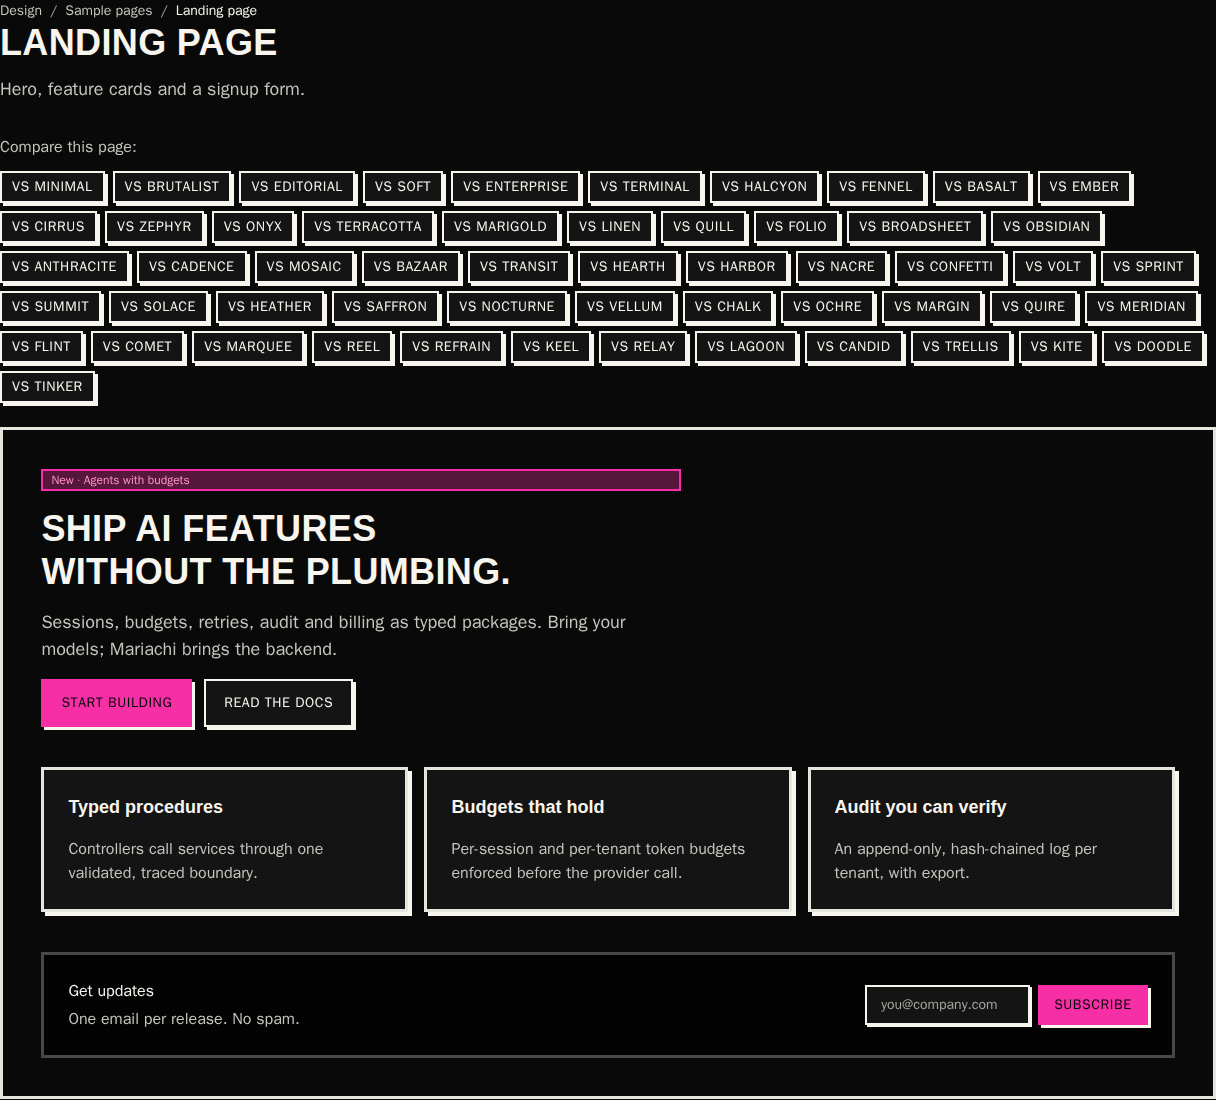 Design / Sample pages / Landing page
LANDING PAGE
Hero, feature cards and a signup form.
Compare this page:
VS MINIMAL VS BRUTALIST VS EDITORIAL VS SOFT VS ENTERPRISE VS TERMINAL VS HALCYON VS FENNEL VS BASALT VS EMBER
VS CIRRUS VS ZEPHYR VS ONYX VS TERRACOTTA VS MARIGOLD VS LINEN VS QUILL VS FOLIO VS BROADSHEET VS OBSIDIAN
VS ANTHRACITE VS CADENCE VS MOSAIC VS BAZAAR VS TRANSIT VS HEARTH VS HARBOR VS NACRE VS CONFETTI VS VOLT VS SPRINT
VS SUMMIT VS SOLACE VS HEATHER VS SAFFRON VS NOCTURNE VS VELLUM VS CHALK VS OCHRE VS MARGIN VS QUIRE VS MERIDIAN
VS FLINT VS COMET VS MARQUEE VS REEL VS REFRAIN VS KEEL VS RELAY VS LAGOON VS CANDID VS TRELLIS VS KITE VS DOODLE
VS TINKER
New · Agents with budgets
SHIP AI FEATURES
WITHOUT THE PLUMBING.
Sessions, budgets, retries, audit and billing as typed packages. Bring your
models; Mariachi brings the backend.
START BUILDING READ THE DOCS
Typed procedures
Controllers call services through one
validated, traced boundary.
Budgets that hold
Per-session and per-tenant token budgets
enforced before the provider call.
Audit you can verify
An append-only, hash-chained log per
tenant, with export.
Get updates
One email per release. No spam.
you@company.com SUBSCRIBE